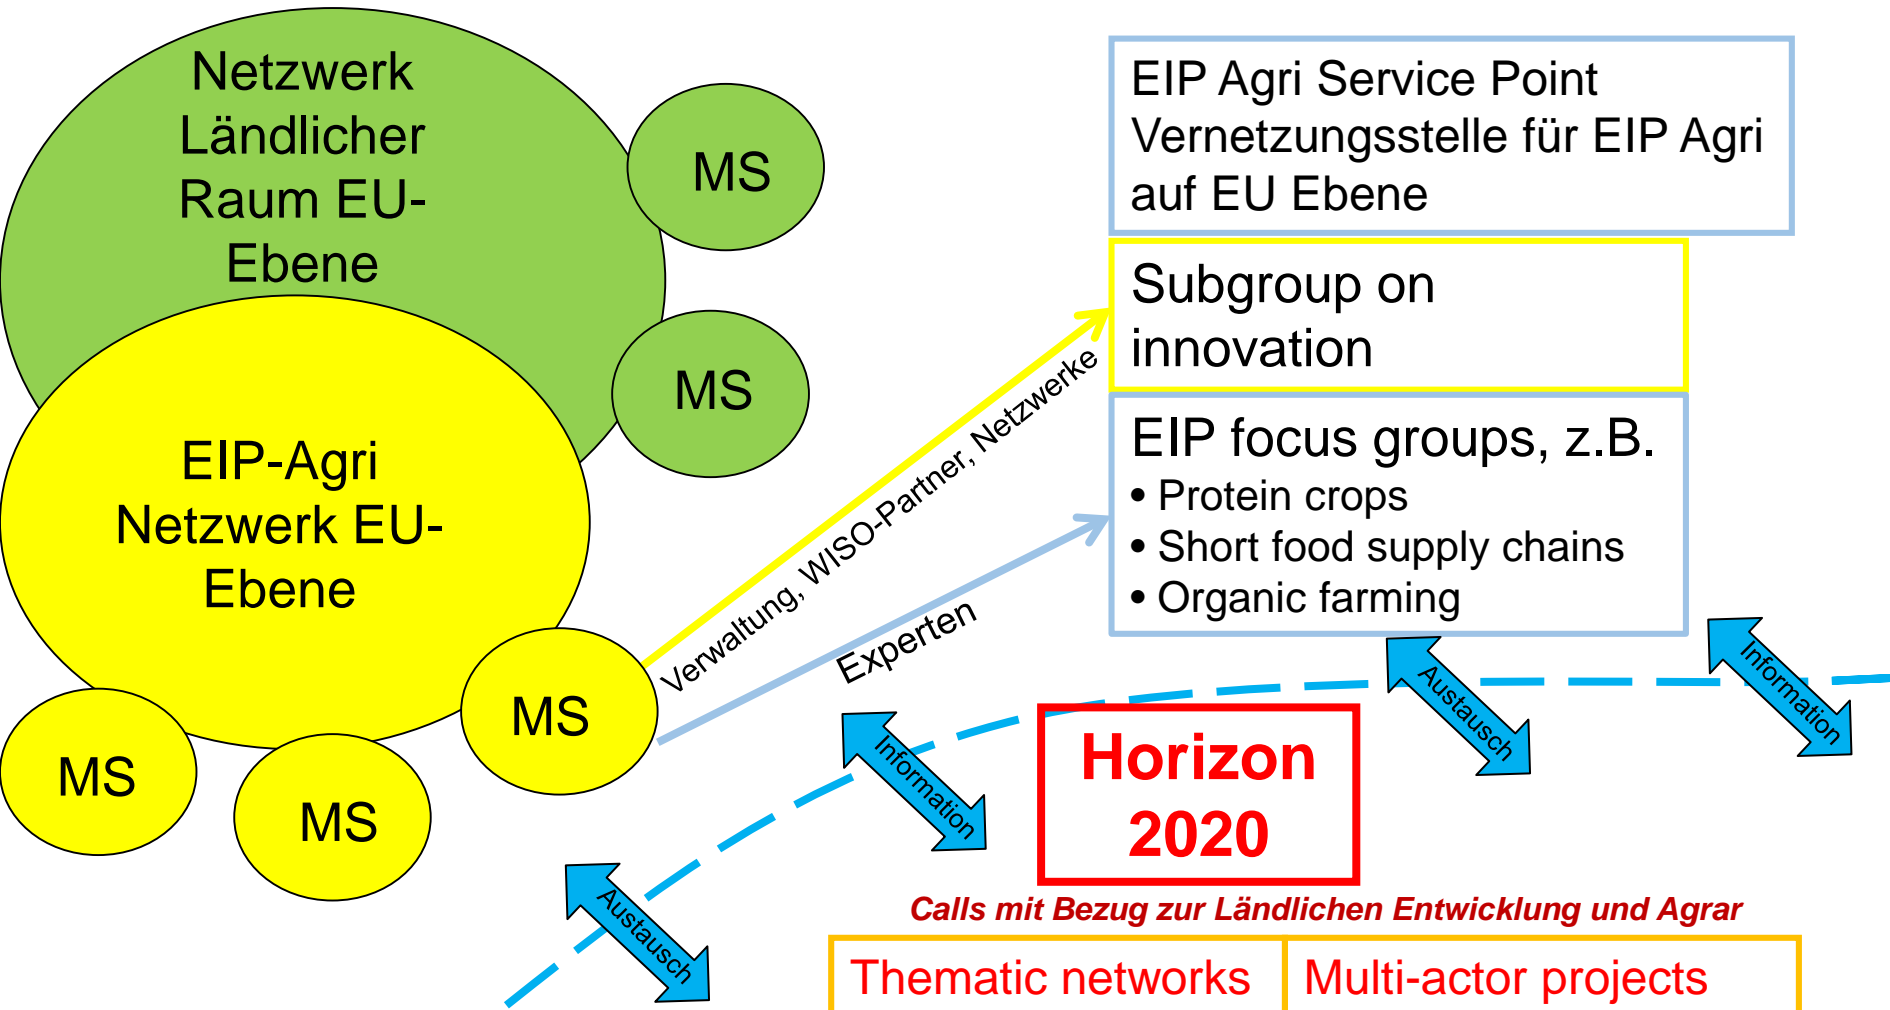 Netzwerk
Ländlicher
Raum EU-
Ebene
MS
MS
EIP-Agri
Netzwerk EU-
Ebene
MS
MS
MS
Verwaltung, WISO-Partner, Netzwerke
Experten
EIP Agri Service Point
Vernetzungsstelle für EIP Agri
auf EU Ebene
Subgroup on
innovation
EIP focus groups, z.B.
• Protein crops
• Short food supply chains
• Organic farming
Austausch
Information
Austausch
Information
Horizon
2020
Calls mit Bezug zur Ländlichen Entwicklung und Agrar
Thematic networks
Multi-actor projects